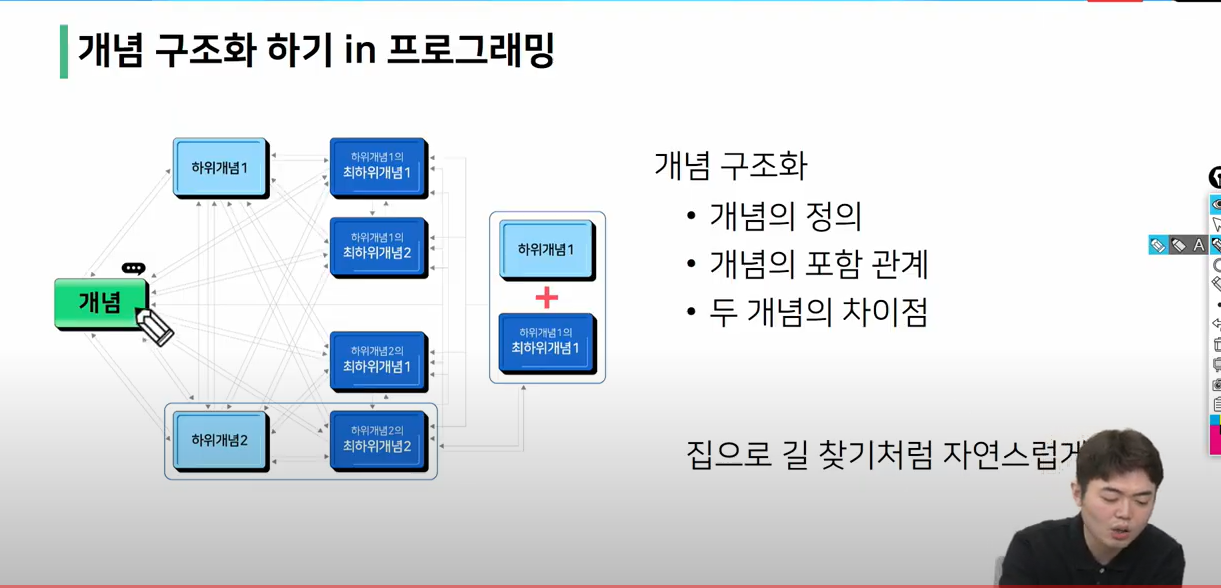 개념 구조화 하기 in 프로그래밍
하위개념1
하위개념1의
최하위개념1
하위개념1의
최하위개념2
개념
하위개념2의
최하위개념1
하위개념2
하위개념2의
최하위개념2
하위개념1
+
하위개념1의
최하위개념1
개념 구조화
• 개념의 정의
• 개념의 포함 관계
• 두 개념의 차이점
집으로 길 찾기처럼 자연스럽게
A